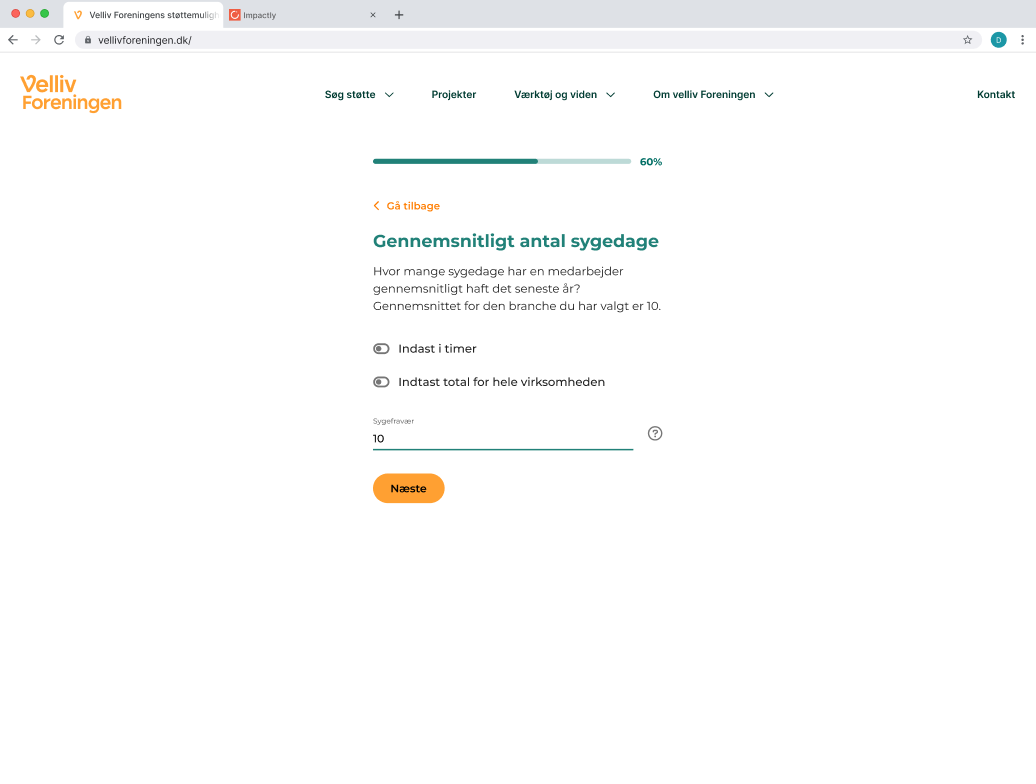 Velliv Foreningens støttemuligh
Impactly
vellivforeningen.dk/
D
Velliv
Foreningen
Søg støtte
Projekter
Værktøj og viden
Om velliv Foreningen
Kontakt
60%
Gå tilbage
Gennemsnitligt antal sygedage
Hvor mange sygedage har en medarbejder
gennemsnitligt haft det seneste år?
Gennemsnittet for den branche du har valgt er 10.
Indast i timer
Indtast total for hele virksomheden
Sygefravær
10
?
Næste